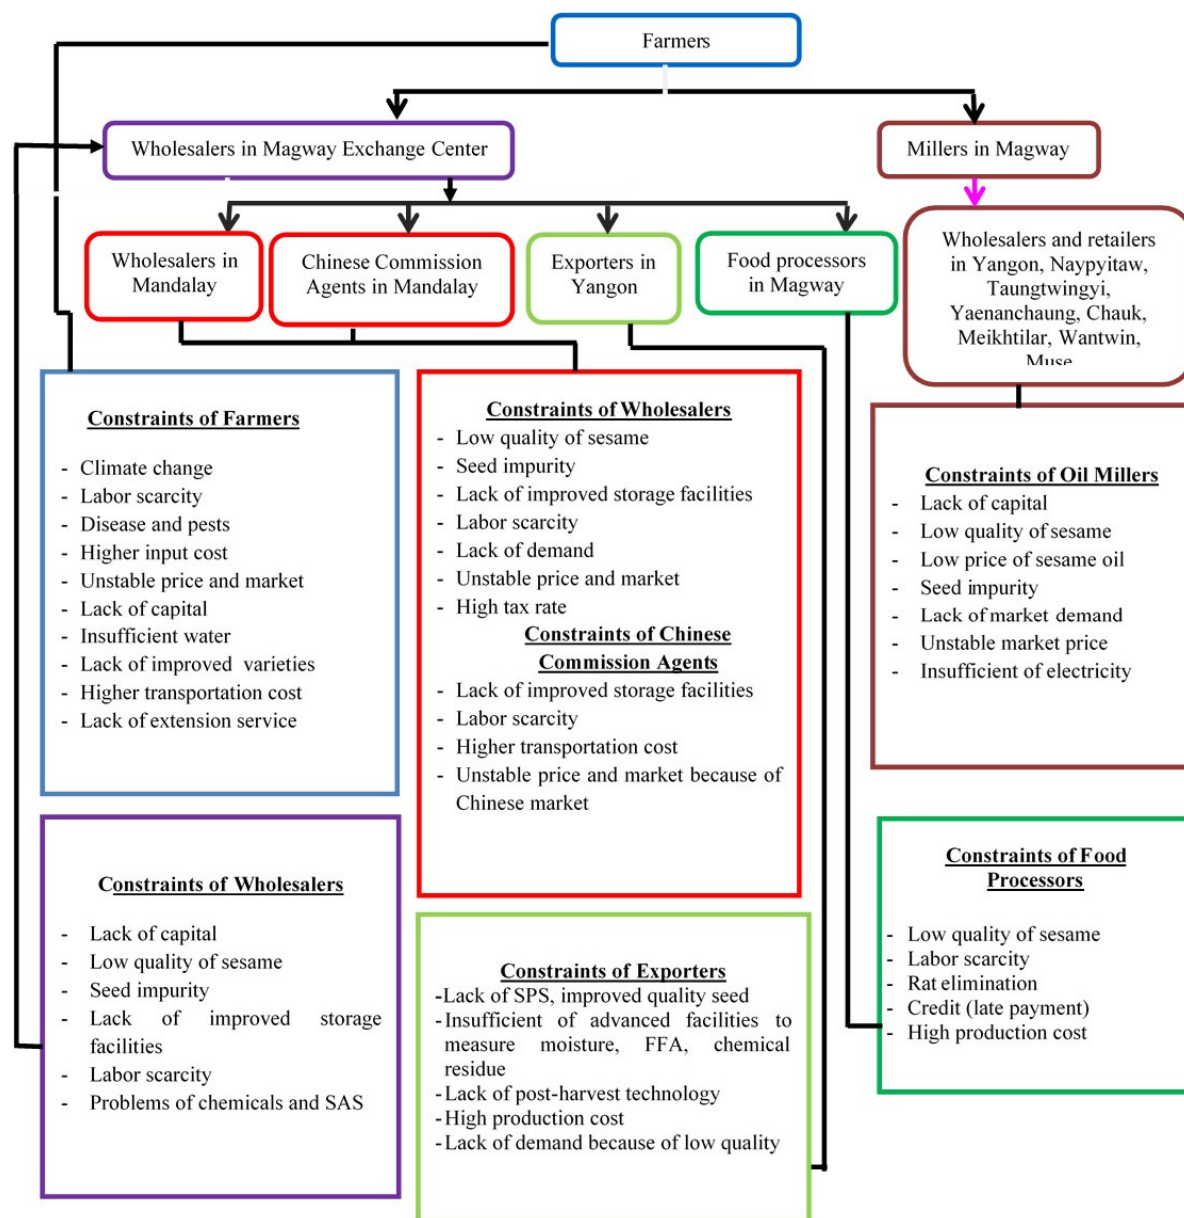 Farmers
Wholesalers in Magway Exchange Center
Millers in Magway
Wholesalers in
Mandalay
Chinese Commission
Agents in Mandalay
Exporters in
Yangon
Food processors
in Magway
Wholesalers and retailers
in Yangon, Naypyitaw,
Taungtwingyi,
Yaenanchaung, Chauk,
Meikhtilar, Wantwin,
Muse
Constraints of Farmers
- Climate change
- Labor scarcity
- Disease and pests
- Higher input cost
- Unstable price and market
- Lack of capital
- Insufficient water
- Lack of improved varieties
- Higher transportation cost
- Lack of extension service
Constraints of Wholesalers
- Low quality of sesame
- Seed impurity
- Lack of improved storage facilities
- Labor scarcity
- Lack of demand
- Unstable price and market
- High tax rate
Constraints of Chinese
Commission Agents
- Lack of improved storage facilities
- Labor scarcity
- Higher transportation cost
- Unstable price and market because of
Chinese market
Constraints of Oil Millers
- Lack of capital
- Low quality of sesame
- Low price of sesame oil
- Seed impurity
- Lack of market demand
- Unstable market price
- Insufficient of electricity
Constraints of Wholesalers
- Lack of capital
- Low quality of sesame
- Seed impurity
- Lack of improved storage
facilities
- Labor scarcity
- Problems of chemicals and SAS
Constraints of Exporters
-Lack of SPS, improved quality seed
-Insufficient of advanced facilities to
measure moisture, FFA, chemical
residue
-Lack of post-harvest technology
-High production cost
-Lack of demand because of low quality
Constraints of Food
Processors
- Low quality of sesame
- Labor scarcity
- Rat elimination
- Credit (late payment)
- High production cost